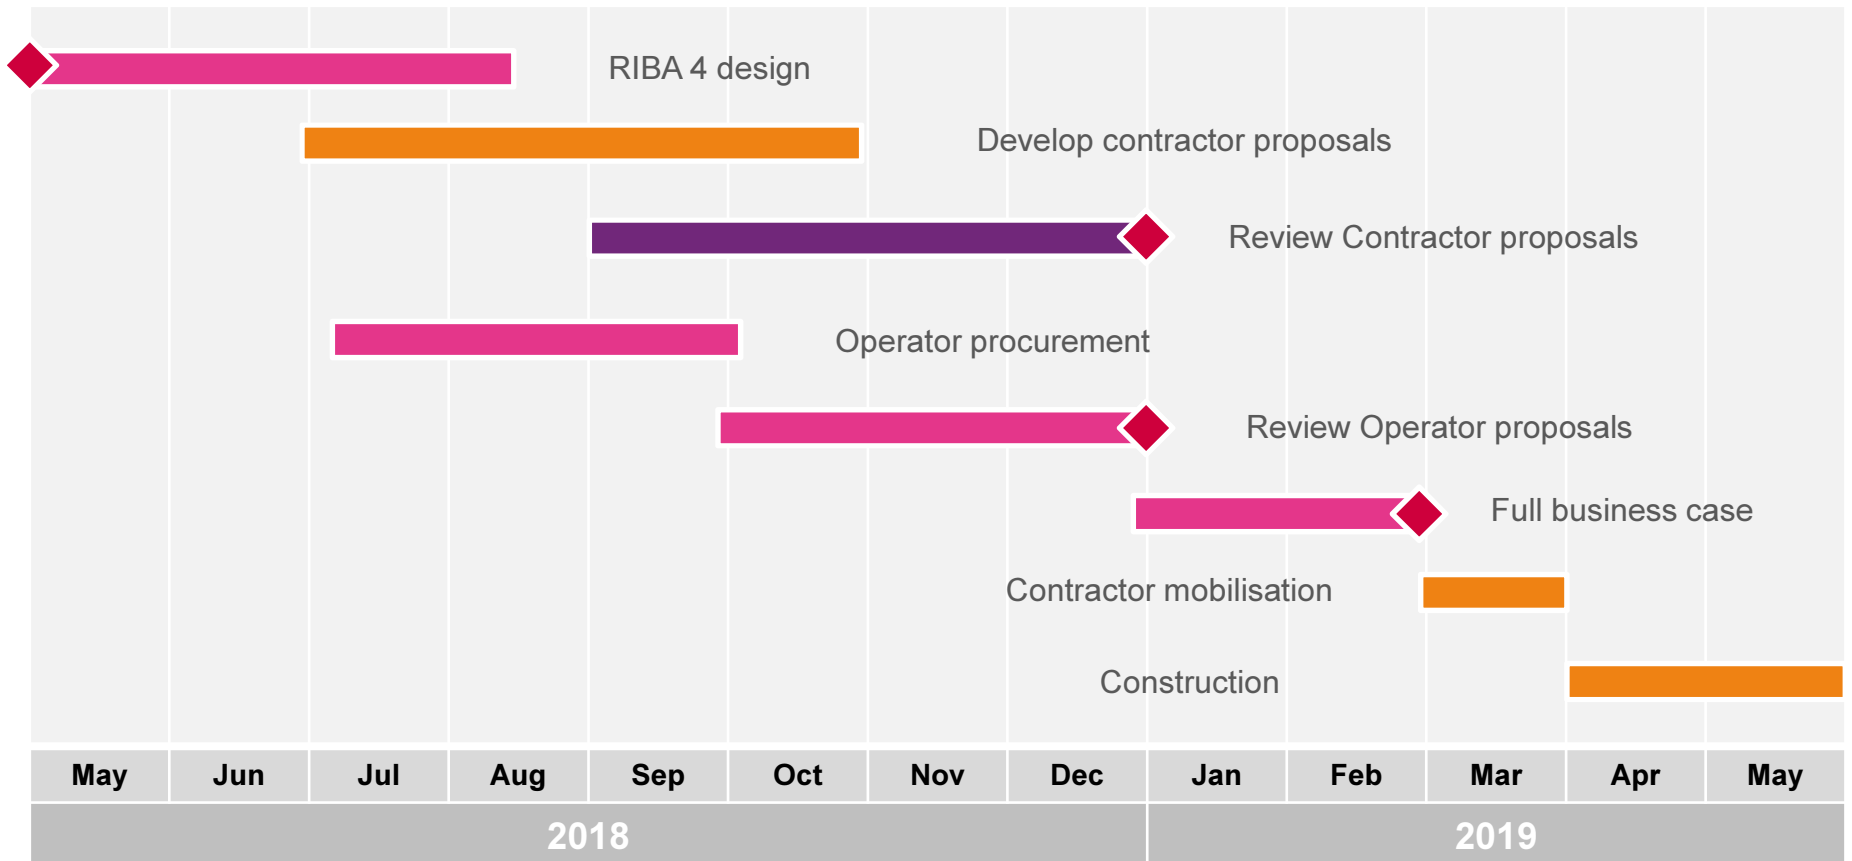 RIBA 4 design
Develop contractor proposals
Review Contractor proposals
Operator procurement
Review Operator proposals
Full business case
Contractor mobilisation
Construction
May Jun Jul Aug Sep Oct Nov Dec Jan Feb Mar Apr May
2018 2019